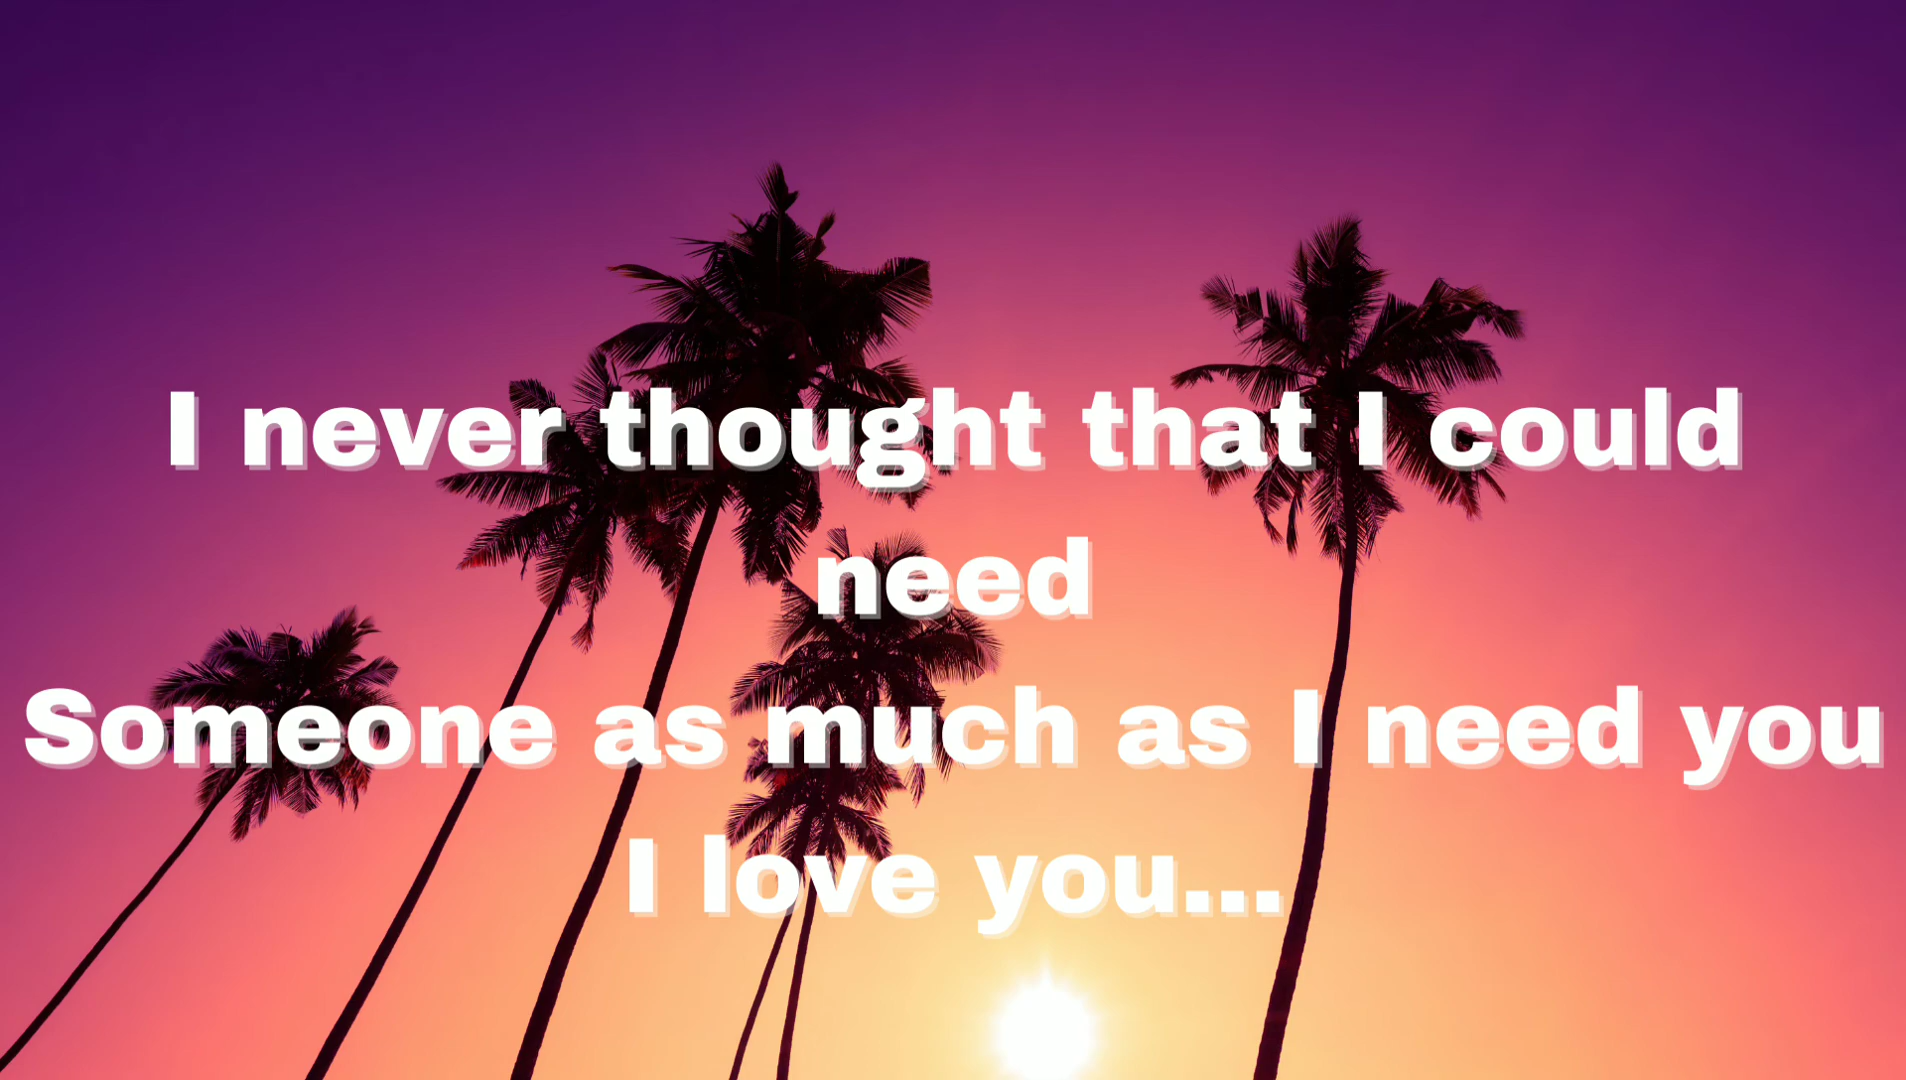 I never thought that I could
need
Someone as much as I need you
I love you...